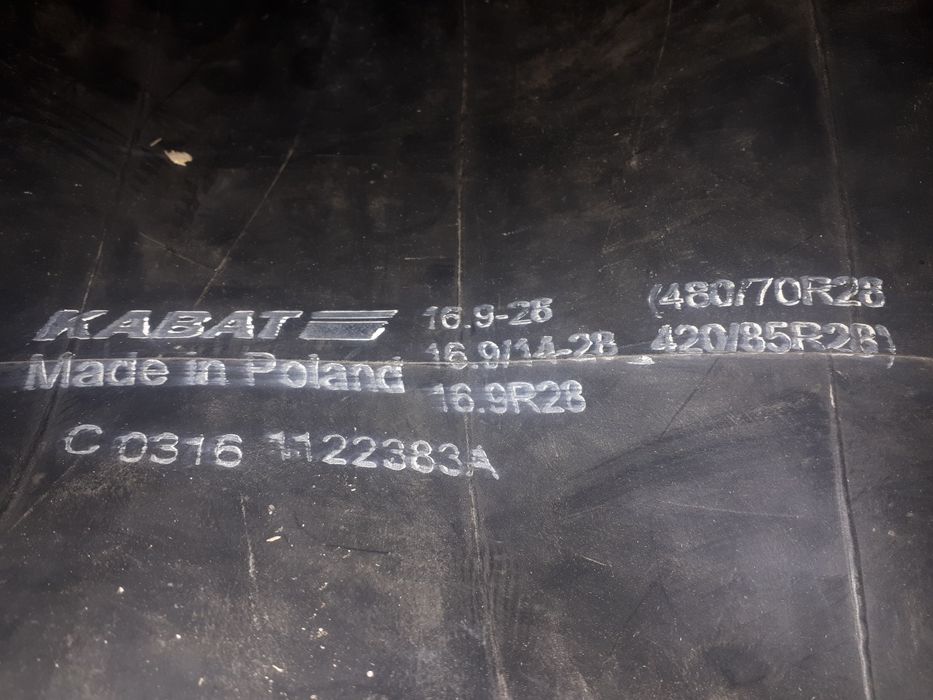 KABAT
Made in Poland
C 0316 1122383A
16.9-28
16.9/14-28
16.9R28
(480/70R28
420/85R28)